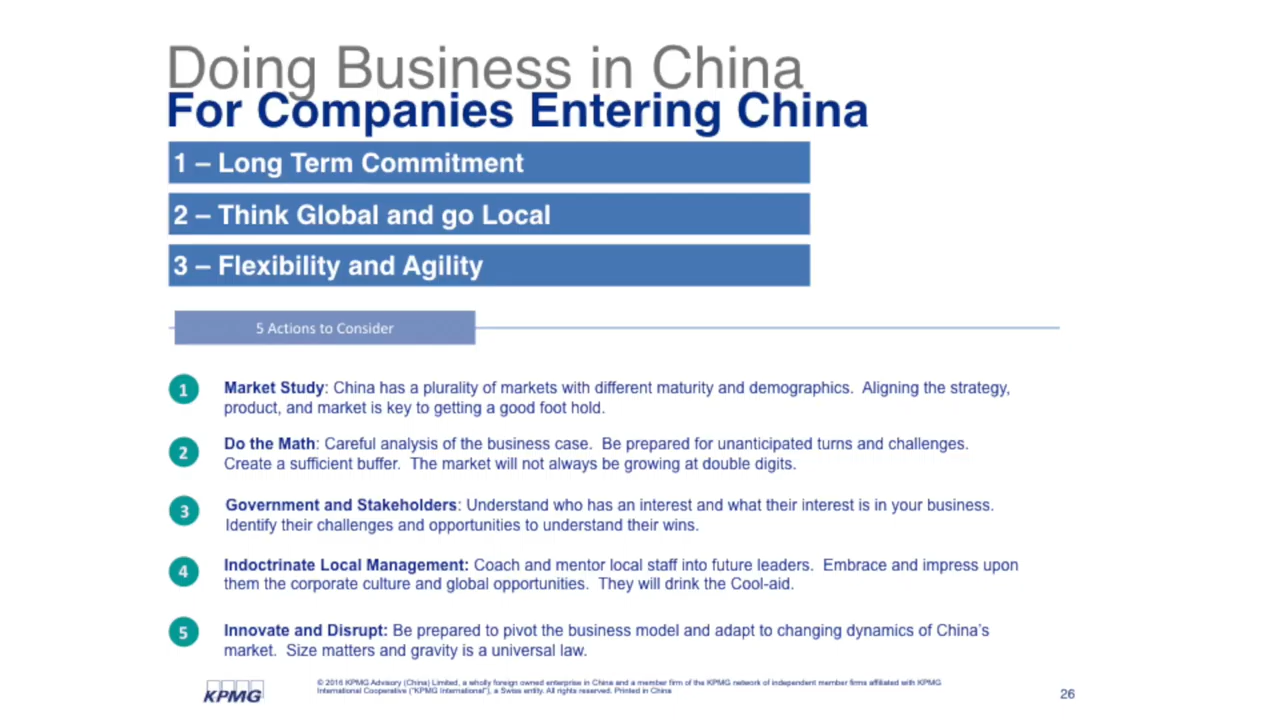 Doing Business in China
For Companies Entering China
1 – Long Term Commitment
2 – Think Global and go Local
3 – Flexibility and Agility
5 Actions to Consider
1
Market Study: China has a plurality of markets with different maturity and demographics. Aligning the strategy,
product, and market is key to getting a good foot hold.
2
Do the Math: Careful analysis of the business case. Be prepared for unanticipated turns and challenges.
Create a sufficient buffer. The market will not always be growing at double digits.
3
Government and Stakeholders: Understand who has an interest and what their interest is in your business.
Identify their challenges and opportunities to understand their wins.
4
Indoctrinate Local Management: Coach and mentor local staff into future leaders. Embrace and impress upon
them the corporate culture and global opportunities. They will drink the Cool-aid.
5
Innovate and Disrupt: Be prepared to pivot the business model and adapt to changing dynamics of China's
market. Size matters and gravity is a universal law.
KPMG
© 2016 KPMG Advisory (China) Limited, a wholly foreign owned enterprise in China and a member firm of the KPMG network of independent member firms affiliated with KPMG
International Cooperative ("KPMG International"), a Swiss entity. All rights reserved. Printed in China
26